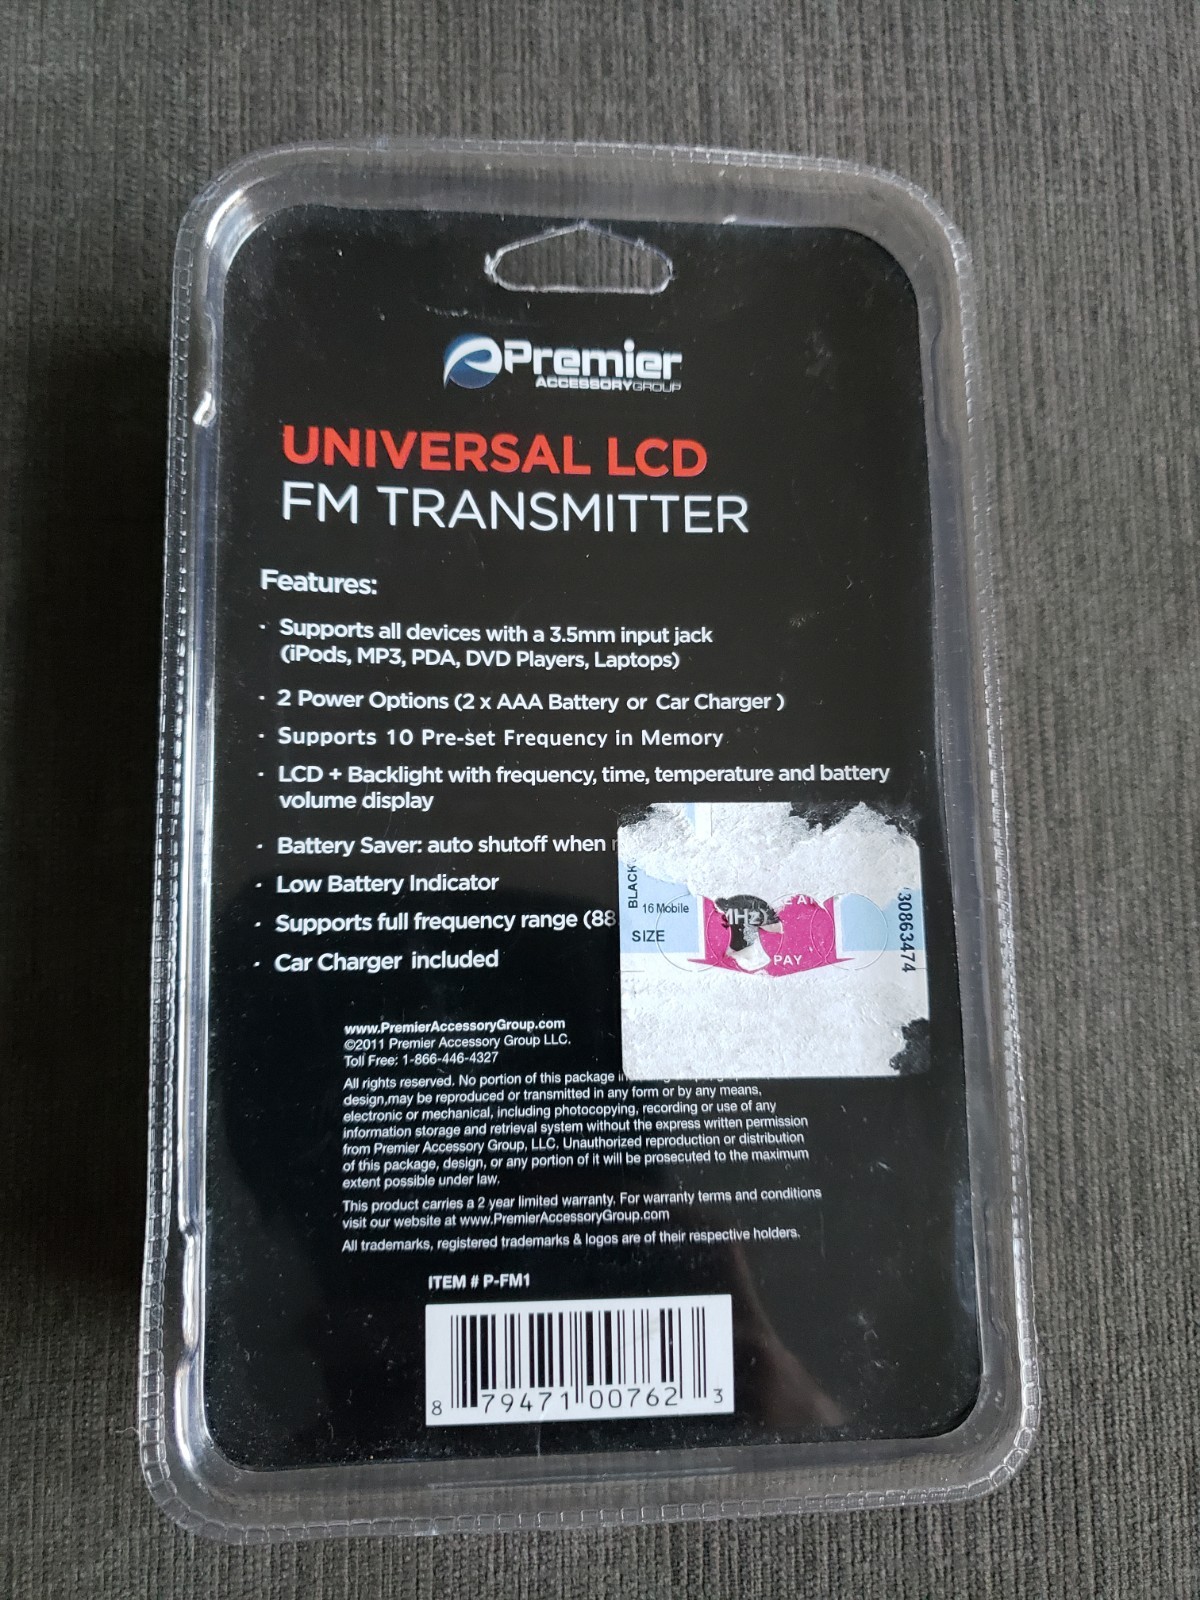 Premier
ACCESSORYGROUP
UNIVERSAL LCD
FM TRANSMITTER
Features:
· Supports all devices with a 3.5mm input jack
(iPods, MP3, PDA, DVD Players, Laptops)
· 2 Power Options (2 x AAA Battery or Car Charger )
· Supports 10 Pre-set Frequency in Memory
· LCD + Backlight with frequency, time, temperature and battery
volume display
· Battery Saver: auto shutoff when
· Low Battery Indicator
· Supports full frequency range (88
· Car Charger included
BLACK
16 Mobile
SIZE
MHz)
PAY
30863474
www.PremierAccessoryGroup.com
©2011 Premier Accessory Group LLC.
Toll Free: 1-866-446-4327
All rights reserved. No portion of this package
design,may be reproduced or transmitted in any form or by any means,
electronic or mechanical, including photocopying, recording or use of any
information storage and retrieval system without the express written permission
from Premier Accessory Group, LLC. Unauthorized reproduction or distribution
of this package, design, or any portion of it will be prosecuted to the maximum
extent possible under law.
This product carries a 2 year limited warranty. For warranty terms and conditions
visit our website at www.PremierAccessoryGroup.com
All trademarks, registered trademarks & logos are of their respective holders.
ITEM # P-FM1
8 79471 00762 3